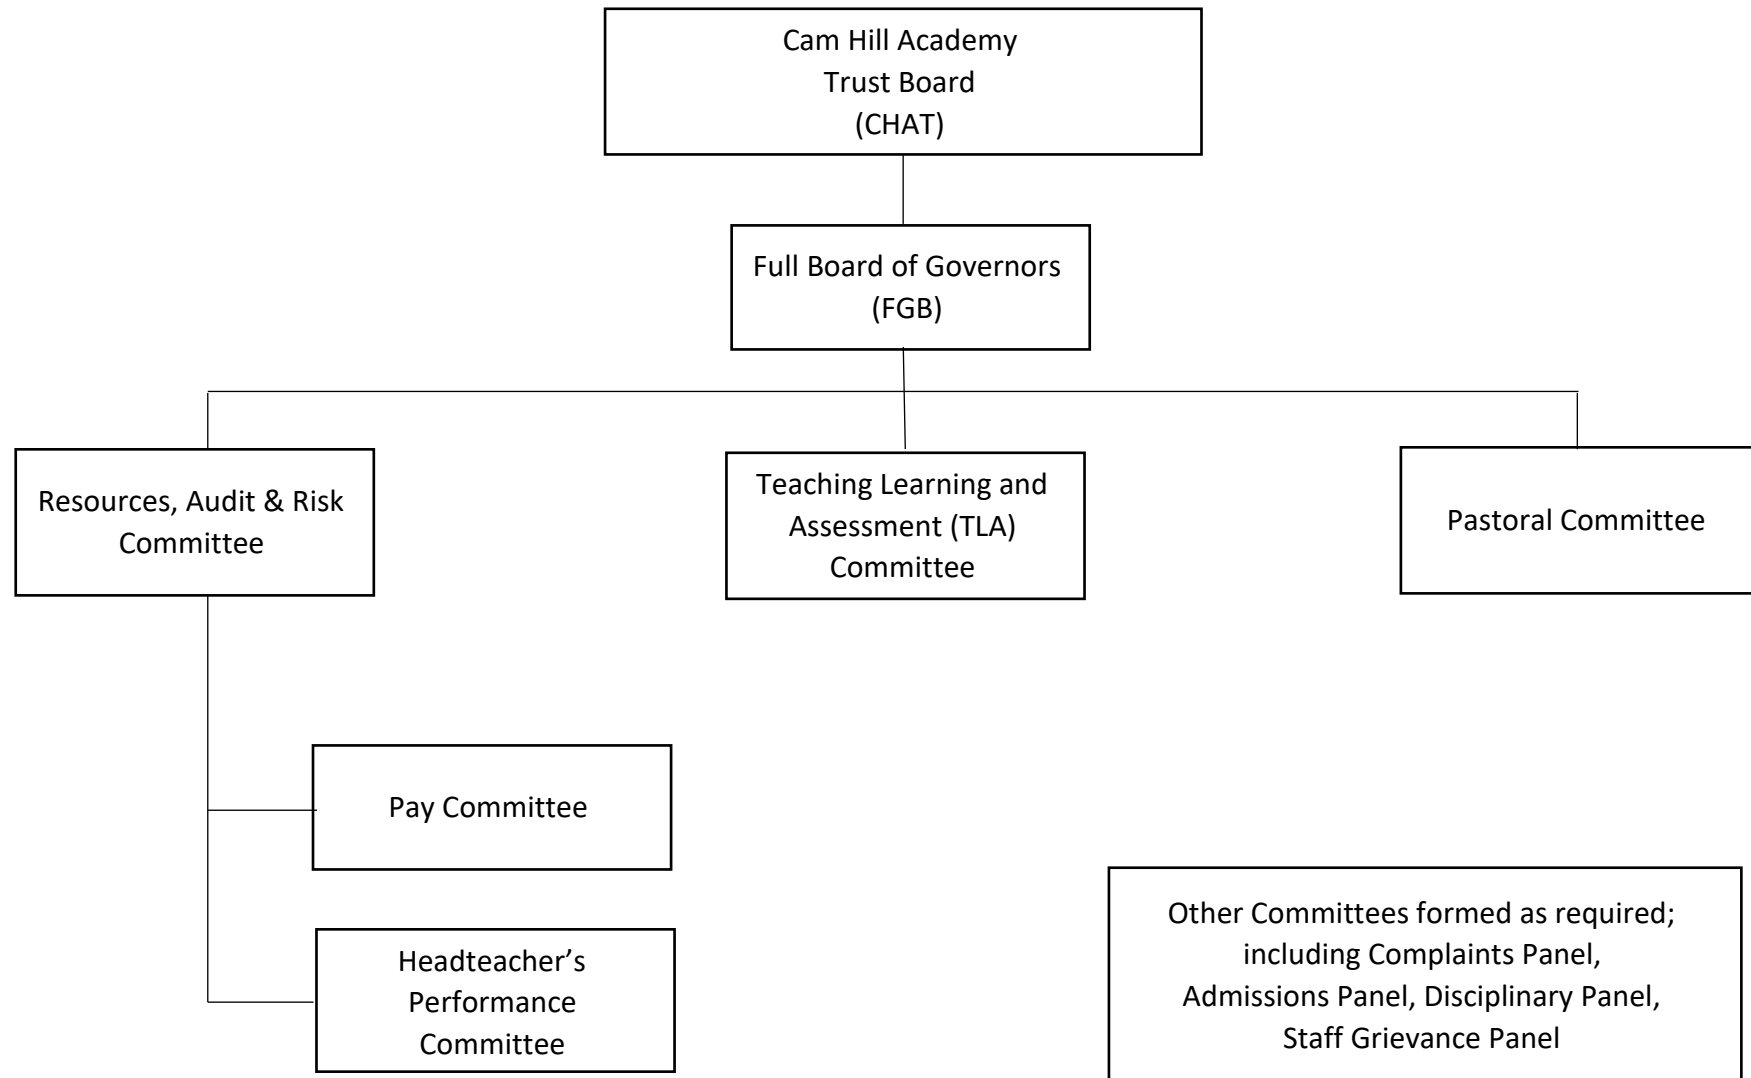 Cam Hill Academy
Trust Board
(CHAT)
Full Board of Governors
(FGB)
Resources, Audit & Risk
Committee
Teaching Learning and
Assessment (TLA)
Committee
Pastoral Committee
Pay Committee
Headteacher’s
Performance
Committee
Other Committees formed as required;
including Complaints Panel,
Admissions Panel, Disciplinary Panel,
Staff Grievance Panel